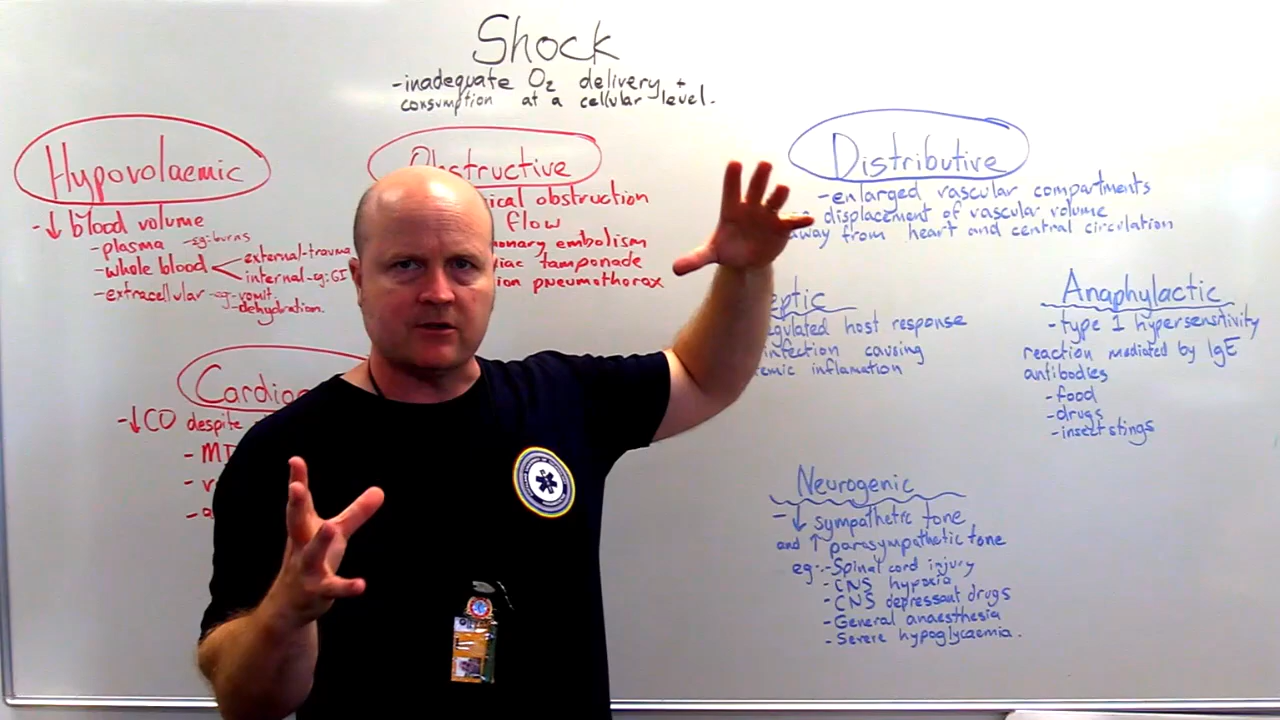 Shock
-inadequate O2 delivery +
consumption at a cellular level.
Hypovolaemic
-↓ blood volume
-plasma -eg:-burns
-whole blood < external-trauma
internal-eg:GI
-extracellular -eg-vomit.
-dehydration.
Obstructive
obstruction
flow
embolism
tamponade
pneumothorax
-↓CO despite
Distributive
-enlarged vascular compartments
displacement of vascular volume
away from heart and central circulation
host response
infection causing
inflamation
Anaphylactic
-type 1 hypersensitivity
reaction mediated by IgE
antibodies
-food
-drugs
-insect stings
Neurogenic
-↓ sympathetic tone
and ↑ parasympathetic tone
eg:-Spinal cord injury
-CNS hypoxia
-CNS depressant drugs
-General anaesthesia
-Severe hypoglycaemia.